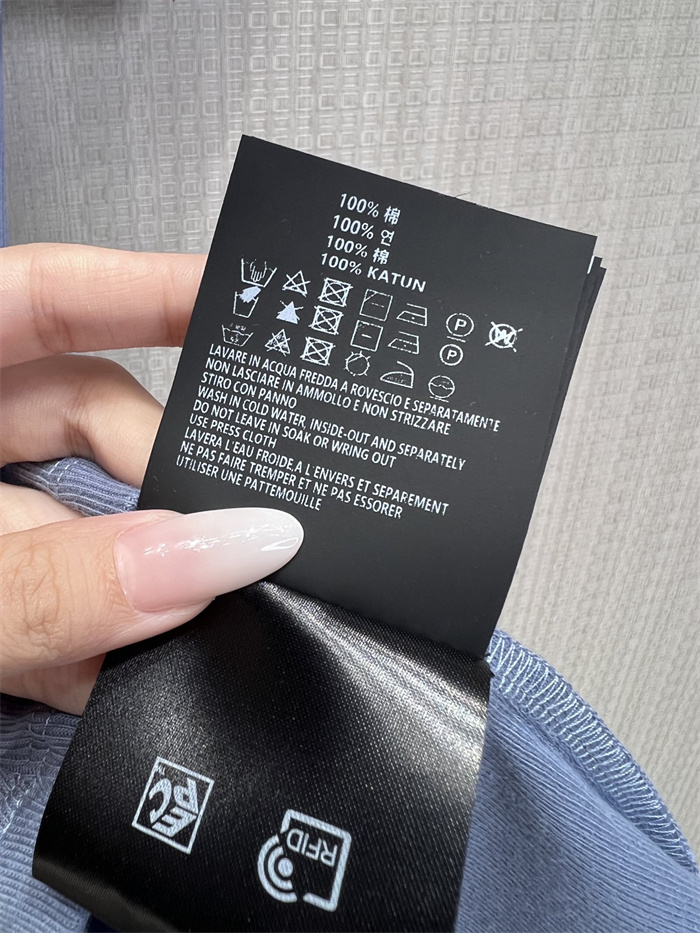 100% 棉
100% 면
100% 棉
100% KATUN
P
W
P
LAVARE IN ACQUA FREDDA A ROVESCIO E SEPARATAMENTE
NON LASCIARE IN AMMOLLO E NON STRIZZARE
STIRO CON PANNO
WASH IN COLD WATER, INSIDE-OUT AND SEPARATELY
DO NOT LEAVE IN SOAK OR WRING OUT
USE PRESS CLOTH
LAVERA L'EAU FROIDE,A L'ENVERS ET SEPAREMENT
NE PAS FAIRE TREMPER ET NE PAS ESSORER
UTILISER UNE PATTEMOUILLE
EPC TM
RFID